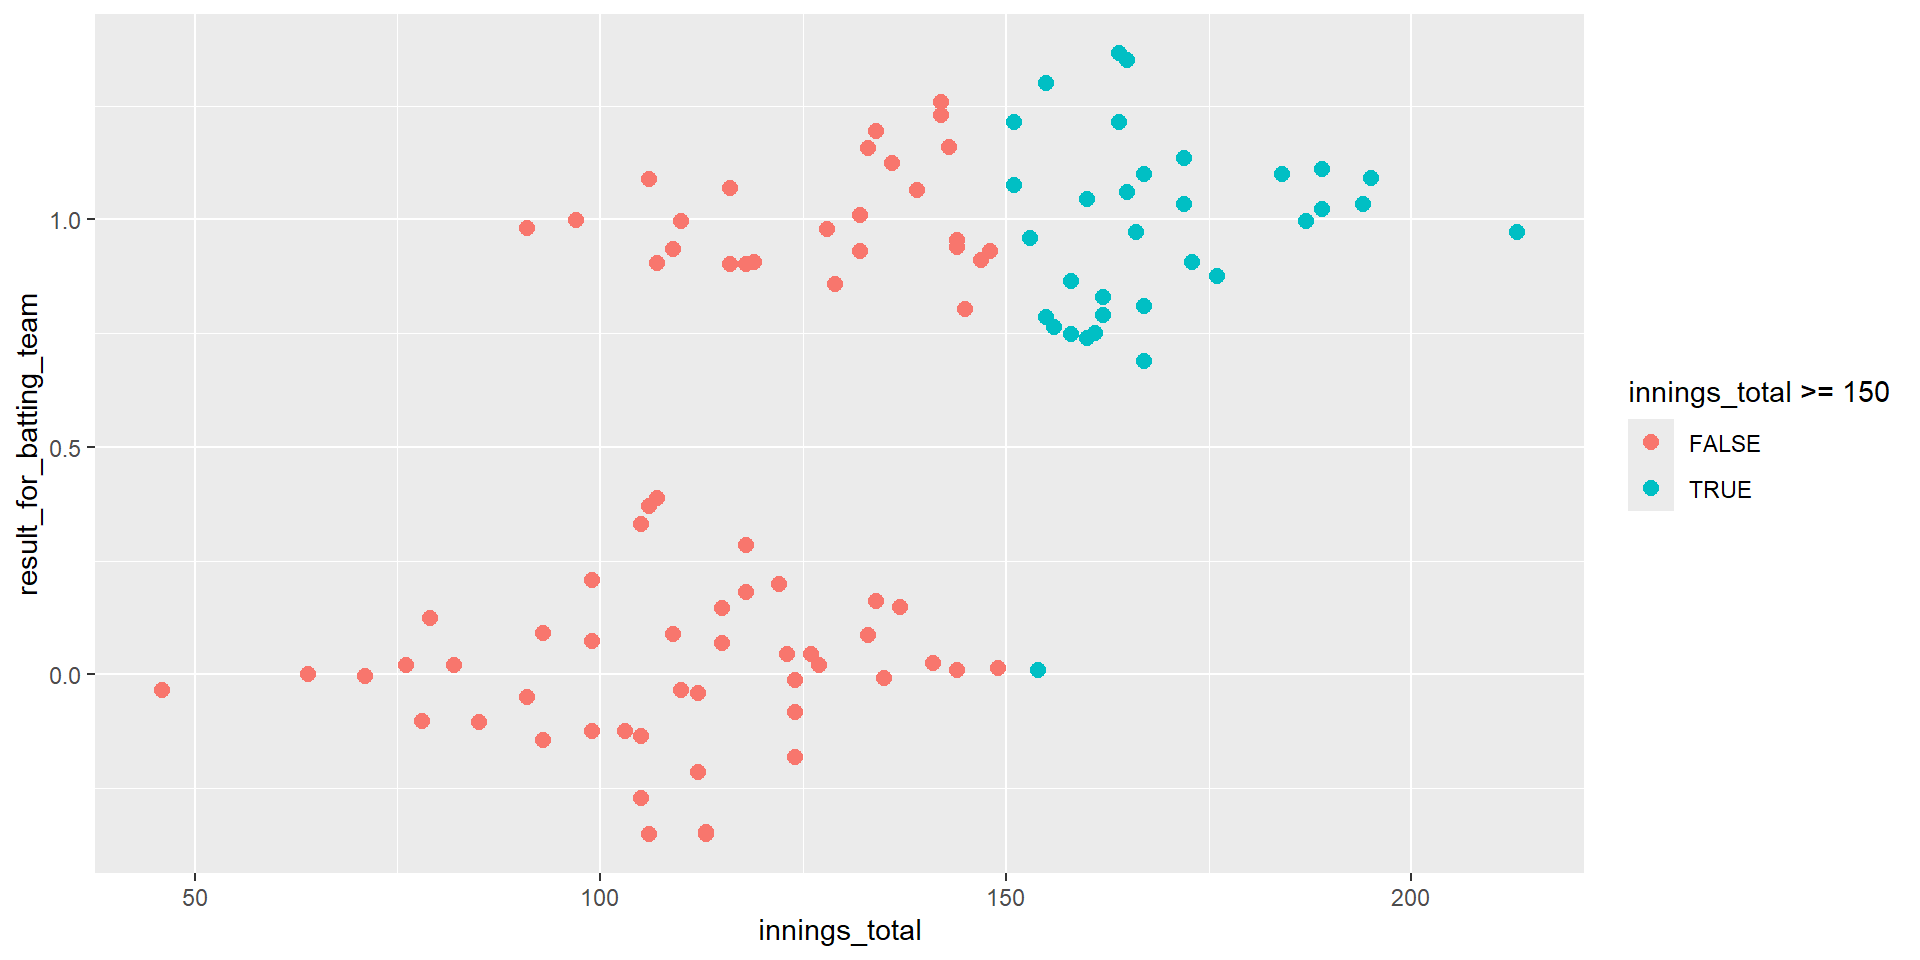 result_for_batting_team
1.0
0.5
0.0
50
100
150
200
innings_total
innings_total >= 150
FALSE
TRUE